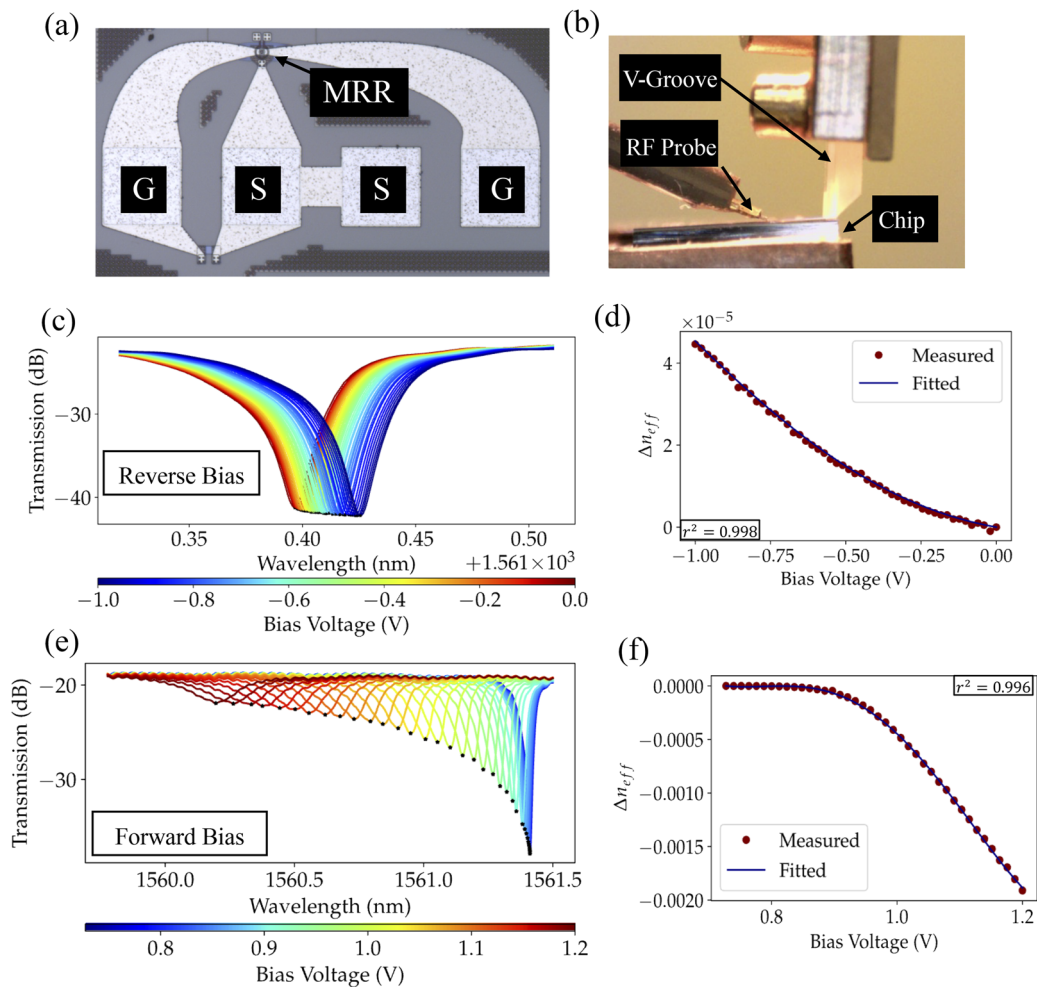 (a)
MRR
G
S
S
G
(b)
V-Groove
RF Probe
Chip
(c)
Transmission (dB)
−30
−40
Reverse Bias
0.35
0.40
0.45
0.50
Wavelength (nm)
+1.561×10³
−1.0
−0.8
−0.6
−0.4
−0.2
0.0
Bias Voltage (V)
(d)
×10⁻⁵
Δn_eff
4
2
0
Measured
Fitted
r² = 0.998
−1.00
−0.75
−0.50
−0.25
0.00
Bias Voltage (V)
(e)
Transmission (dB)
−20
−30
Forward Bias
1560.0
1560.5
1561.0
1561.5
Wavelength (nm)
0.8
0.9
1.0
1.1
1.2
Bias Voltage (V)
(f)
Δn_eff
0.0000
−0.0005
−0.0010
−0.0015
−0.0020
r² = 0.996
Measured
Fitted
0.8
1.0
1.2
Bias Voltage (V)